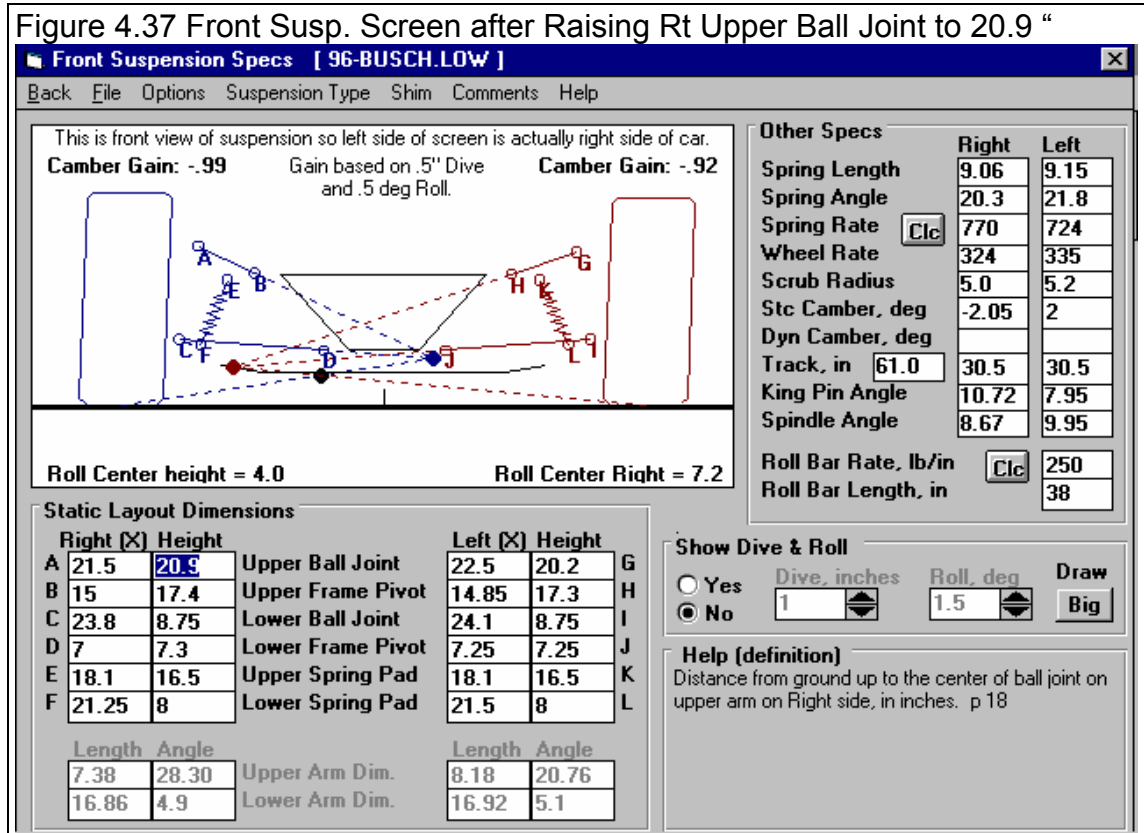 Figure 4.37 Front Susp. Screen after Raising Rt Upper Ball Joint to 20.9 “
Front Suspension Specs [ 96-BUSCH.LOW ]
Back File Options Suspension Type Shim Comments Help
This is front view of suspension so left side of screen is actually right side of car.
Camber Gain: -.99 Gain based on .5" Dive and .5 deg Roll. Camber Gain: -.92
A B E C F D H G K J L I
Roll Center height = 4.0 Roll Center Right = 7.2
Other Specs
Right Left
Spring Length 9.06 9.15
Spring Angle 20.3 21.8
Spring Rate Clc 770 724
Wheel Rate 324 335
Scrub Radius 5.0 5.2
Stc Camber, deg -2.05 2
Dyn Camber, deg
Track, in 61.0 30.5 30.5
King Pin Angle 10.72 7.95
Spindle Angle 8.67 9.95
Roll Bar Rate, lb/in Clc 250
Roll Bar Length, in 38
Static Layout Dimensions
Right (X) Height Left (X) Height
A 21.5 20.9 Upper Ball Joint 22.5 20.2 G
B 15 17.4 Upper Frame Pivot 14.85 17.3 H
C 23.8 8.75 Lower Ball Joint 24.1 8.75 I
D 7 7.3 Lower Frame Pivot 7.25 7.25 J
E 18.1 16.5 Upper Spring Pad 18.1 16.5 K
F 21.25 8 Lower Spring Pad 21.5 8 L
Length Angle Length Angle
7.38 28.30 Upper Arm Dim. 8.18 20.76
16.86 4.9 Lower Arm Dim. 16.92 5.1
Show Dive & Roll
Yes
No
Dive, inches Roll, deg Draw
1 1.5 Big
Help (definition)
Distance from ground up to the center of ball joint on
upper arm on Right side, in inches. p 18